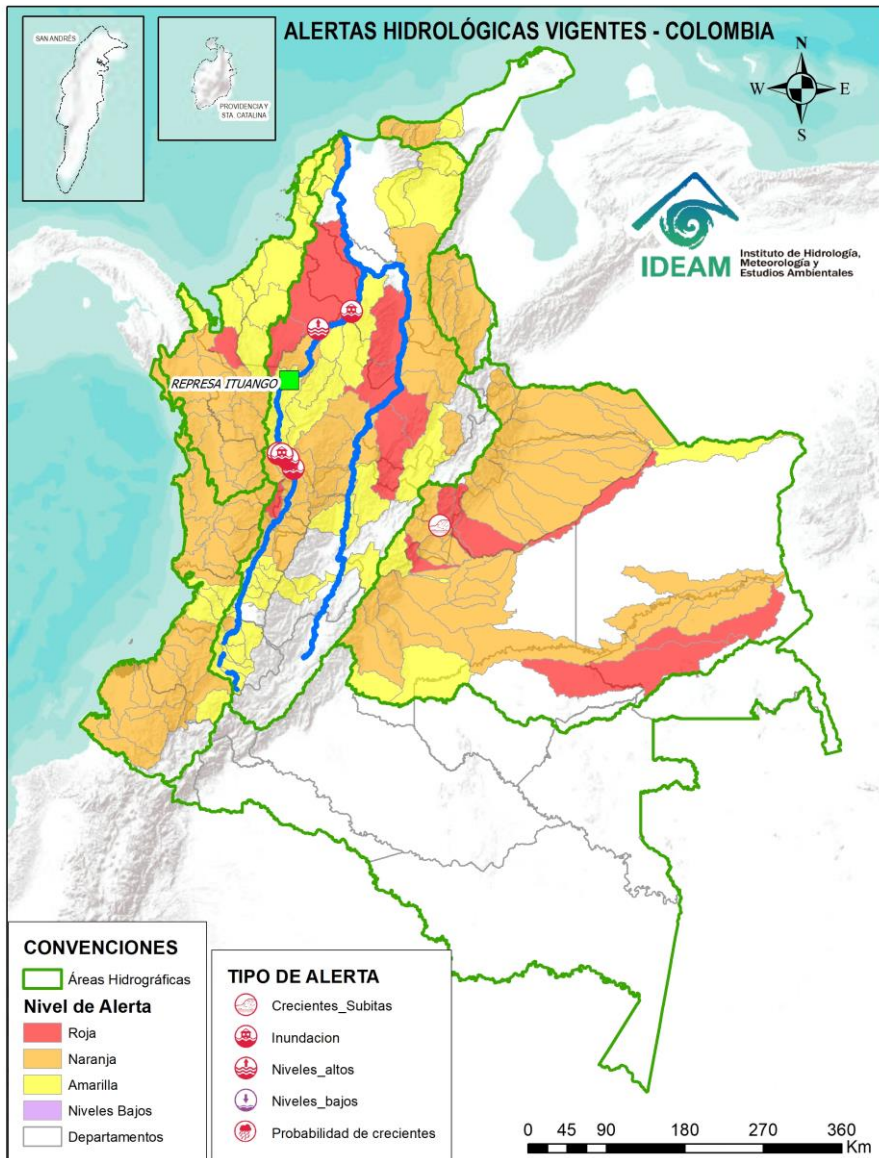 ALERTAS HIDROLÓGICAS VIGENTES - COLOMBIA
SAN ANDRÉS
PROVIDENCIA Y
STA. CATALINA
N
W
E
S
IDEAM
Instituto de Hidrología,
Meteorología y
Estudios Ambientales
REPRESA ITUANGO
CONVENCIONES
Áreas Hidrográficas
Nivel de Alerta
Roja
Naranja
Amarilla
Niveles Bajos
Departamentos
TIPO DE ALERTA
Crecientes_Subitas
Inundacion
Niveles_altos
Niveles_bajos
Probabilidad de crecientes
0 45 90 180 270 360
Km